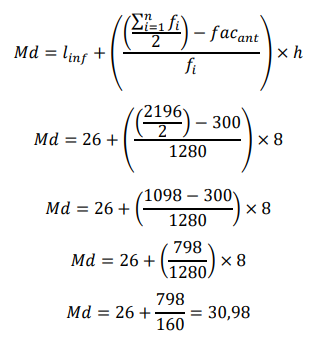 Md = l_inf + (((∑_{i=1}^{n} f_i)/2) − fac_ant)/f_i) × h
Md = 26 + (((2196/2) − 300)/1280) × 8
Md = 26 + ((1098 − 300)/1280) × 8
Md = 26 + (798/1280) × 8
Md = 26 + 798/160 = 30,98